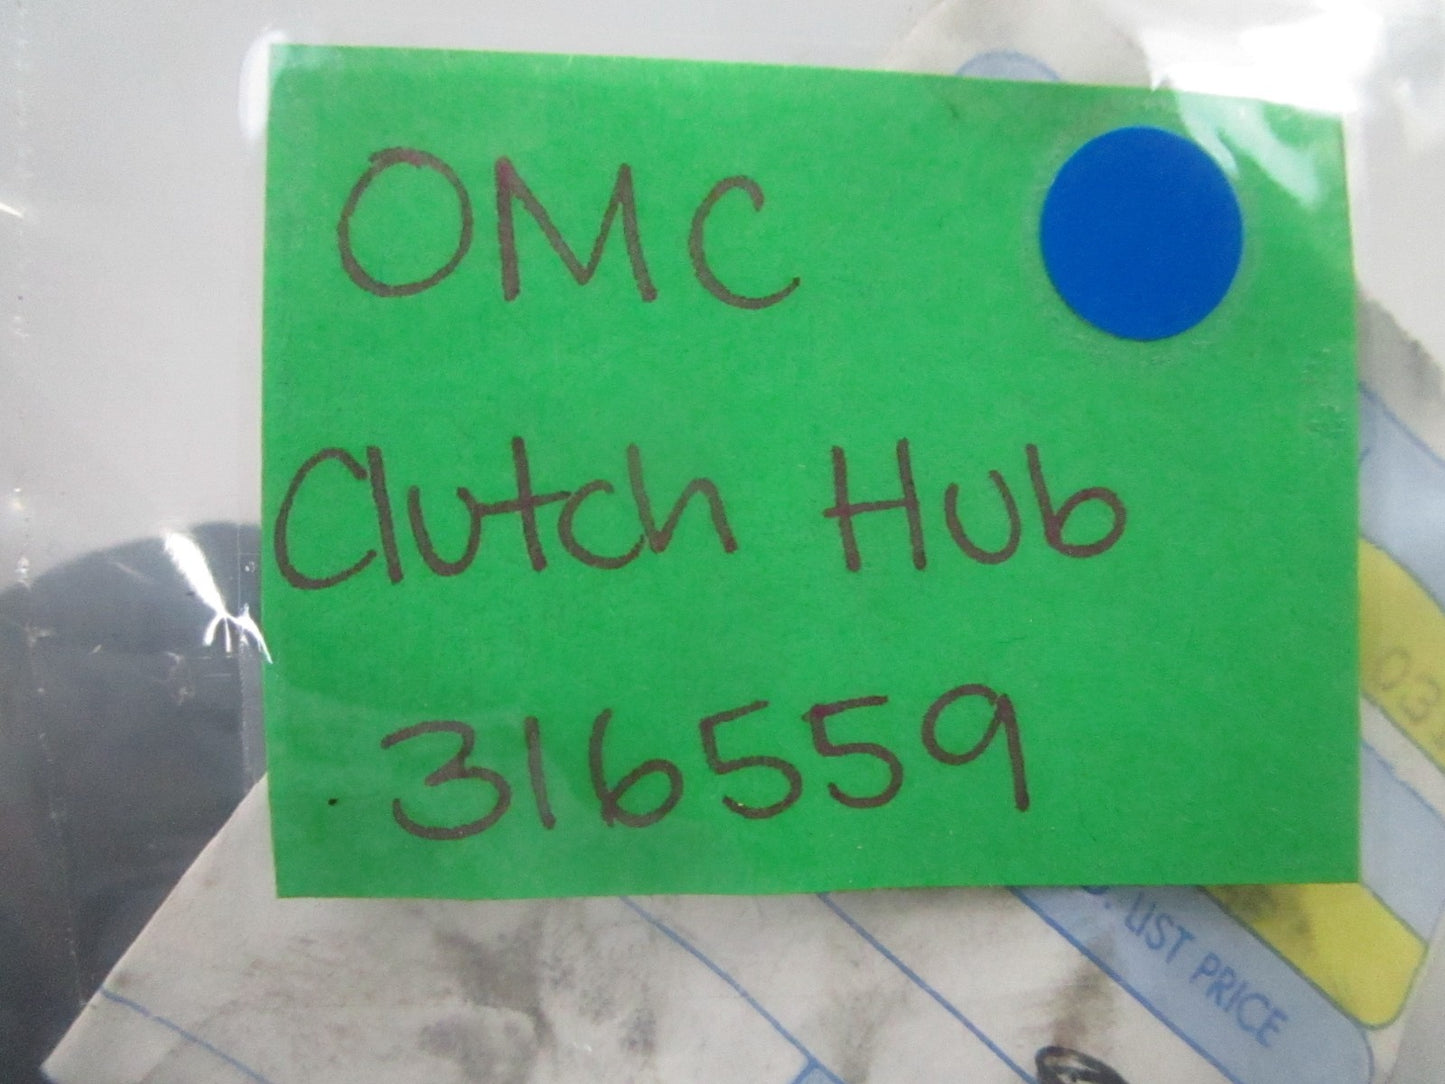 OMC
Clutch Hub
316559
LIST PRICE